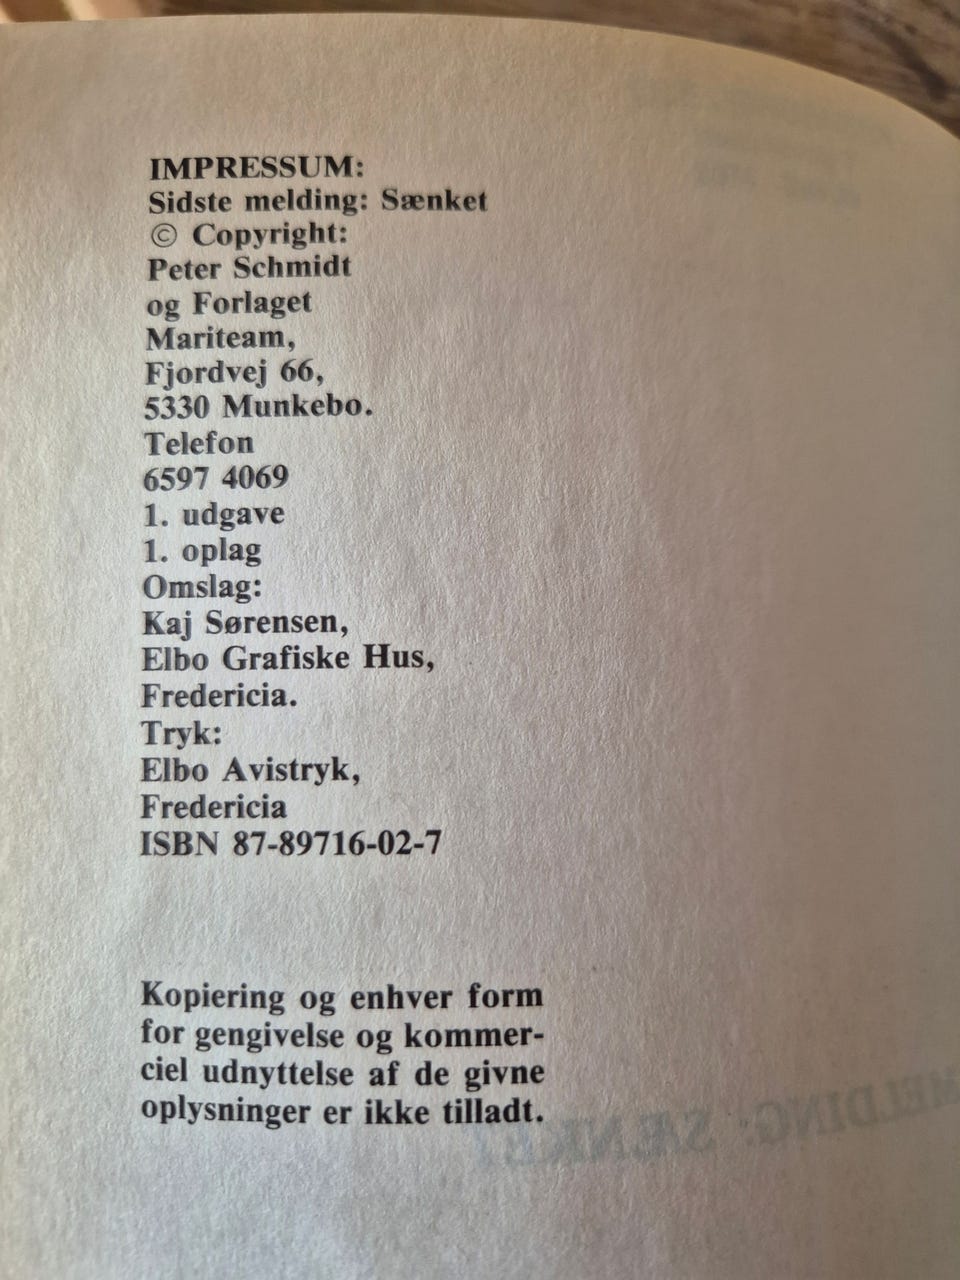 IMPRESSUM:
Sidste melding: Sænket
© Copyright:
Peter Schmidt
og Forlaget
Mariteam,
Fjordvej 66,
5330 Munkebo.
Telefon
6597 4069
1. udgave
1. oplag
Omslag:
Kaj Sørensen,
Elbo Grafiske Hus,
Fredericia.
Tryk:
Elbo Avistryk,
Fredericia
ISBN 87-89716-02-7
Kopiering og enhver form
for gengivelse og kommer-
ciel udnyttelse af de givne
oplysninger er ikke tilladt.
MELDING: SÆNKET